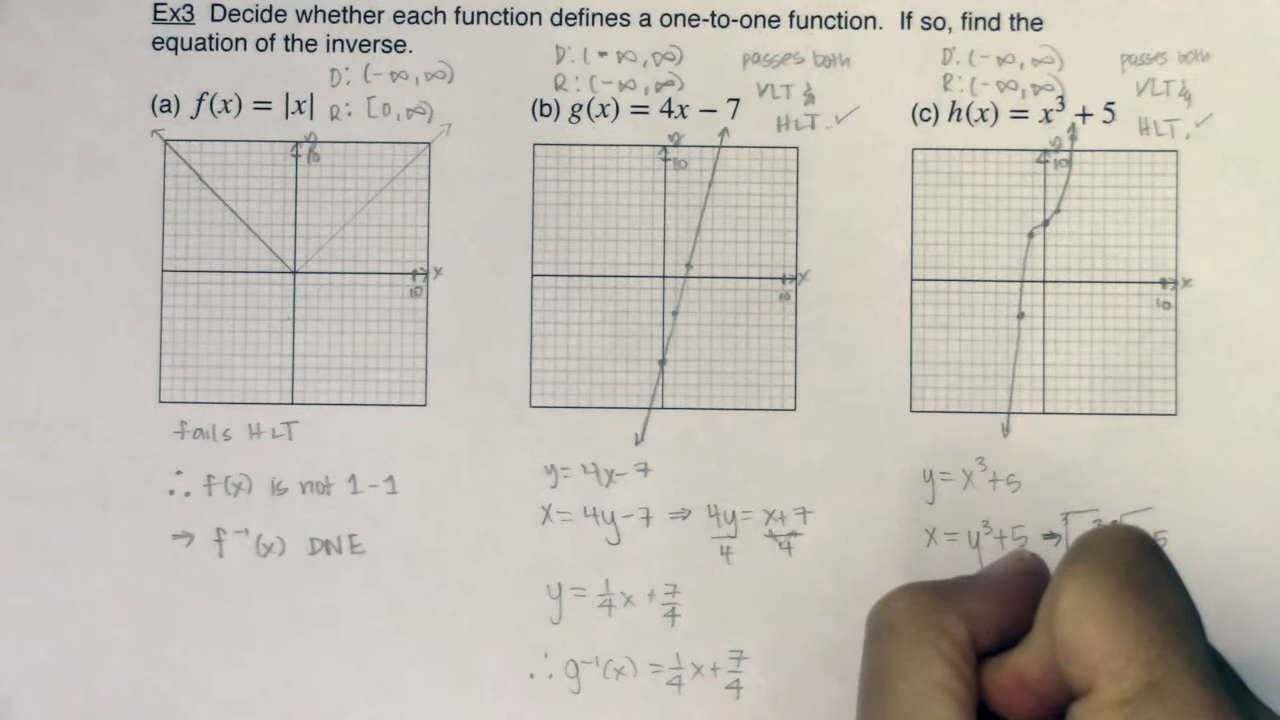 Ex3 Decide whether each function defines a one-to-one function. If so, find the
equation of the inverse.
(a) f(x) = |x|
D: (-∞,∞)
R: [0,∞)
y
10
x
10
fails HLT
∴ f(x) is not 1-1
⇒ f⁻¹(x) DNE
D: (-∞,∞)
R: (-∞,∞)
(b) g(x) = 4x − 7
passes both
VLT &
HLT. ✓
y
10
x
10
y = 4x-7
x = 4y-7 ⇒ 4y/4 = x+7/4
y = 1/4 x + 7/4
∴ g⁻¹(x) = 1/4 x + 7/4
D: (-∞,∞)
R: (-∞,∞)
(c) h(x) = x³ + 5
passes both
VLT &
HLT. ✓
y
10
x
10
y = x³+5
x = y³+5 ⇒ 5